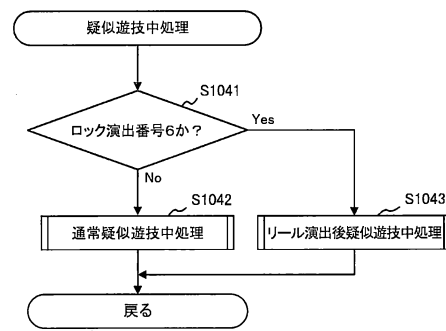 疑似遊技中処理
S1041
ロック演出番号6か？
Yes
No
S1042
S1043
通常疑似遊技中処理
リール演出後疑似遊技中処理
戻る